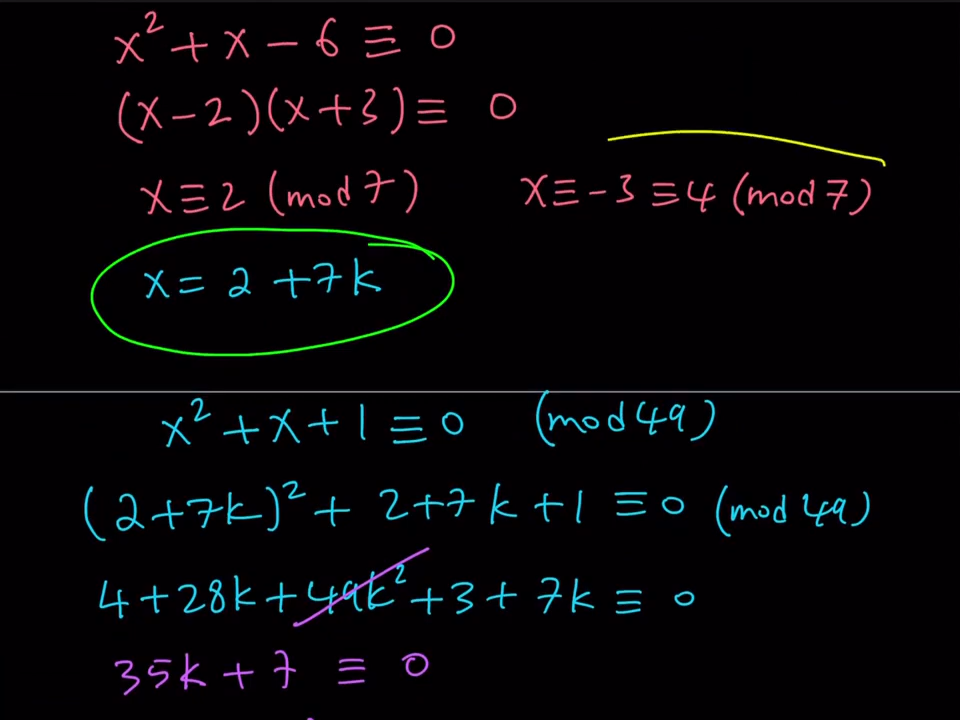 x² + x − 6 ≡ 0
(x−2)(x+3) ≡ 0
x ≡ 2 (mod 7) x ≡ −3 ≡ 4 (mod 7)
x = 2 + 7k
x² + x + 1 ≡ 0 (mod 49)
(2+7k)² + 2+7k+1 ≡ 0 (mod 49)
4+28k+49k²+3+7k ≡ 0
35k + 7 ≡ 0